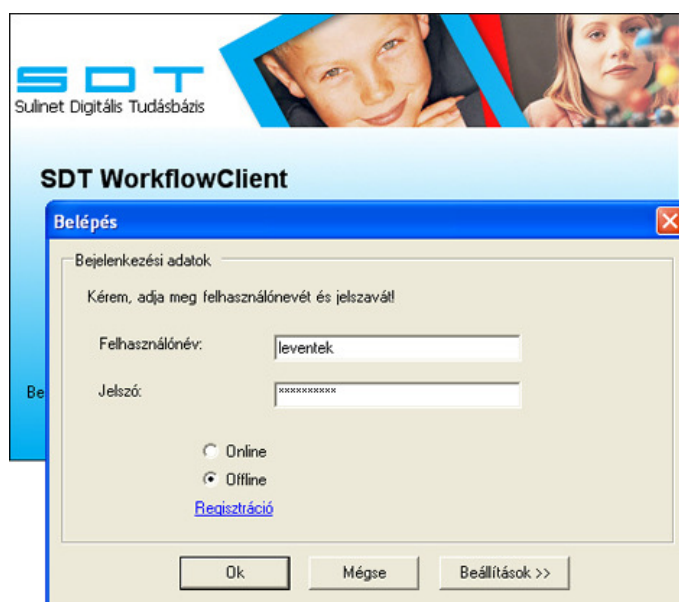 SDT
Sulinet Digitális Tudásbázis
SDT WorkflowClient
Belépés
Bejelenkezési adatok
Kérem, adja meg felhasználónevét és jelszavát!
Felhasználónév:
leventek
Be
Jelszó:
××××××××××
Online
Offline
Regisztráció
Ok
Mégse
Beállítások >>